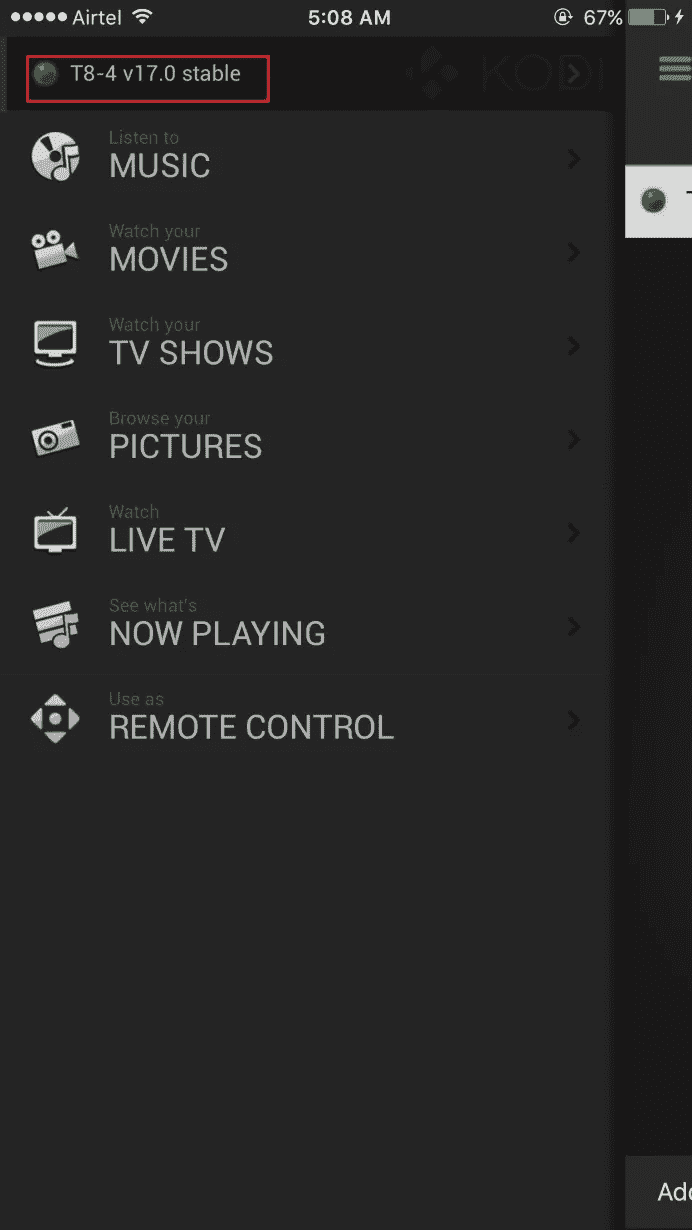 Airtel 5:08 AM 67%
T8-4 v17.0 stable KODI
Listen to
MUSIC
Watch your
MOVIES
Watch your
TV SHOWS
Browse your
PICTURES
Watch
LIVE TV
See what's
NOW PLAYING
Use as
REMOTE CONTROL